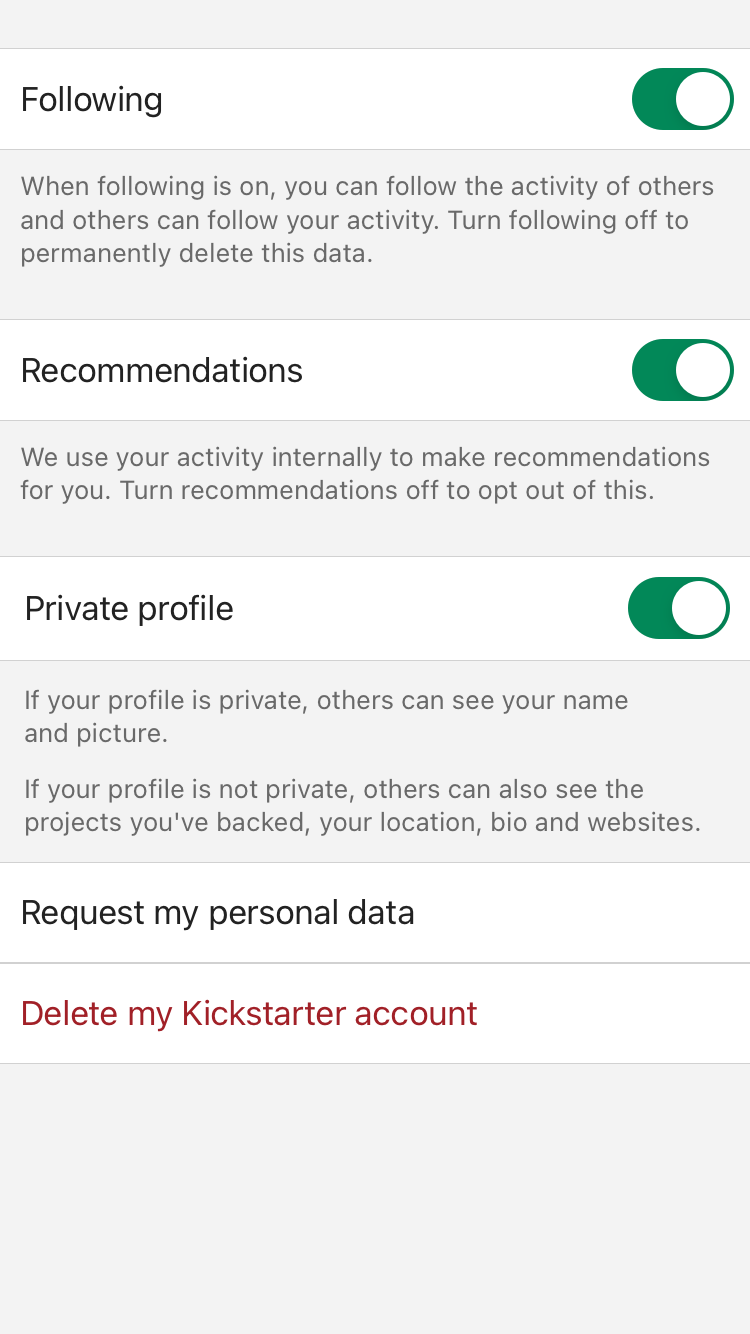 Following
When following is on, you can follow the activity of others
and others can follow your activity. Turn following off to
permanently delete this data.
Recommendations
We use your activity internally to make recommendations
for you. Turn recommendations off to opt out of this.
Private profile
If your profile is private, others can see your name
and picture.
If your profile is not private, others can also see the
projects you've backed, your location, bio and websites.
Request my personal data
Delete my Kickstarter account